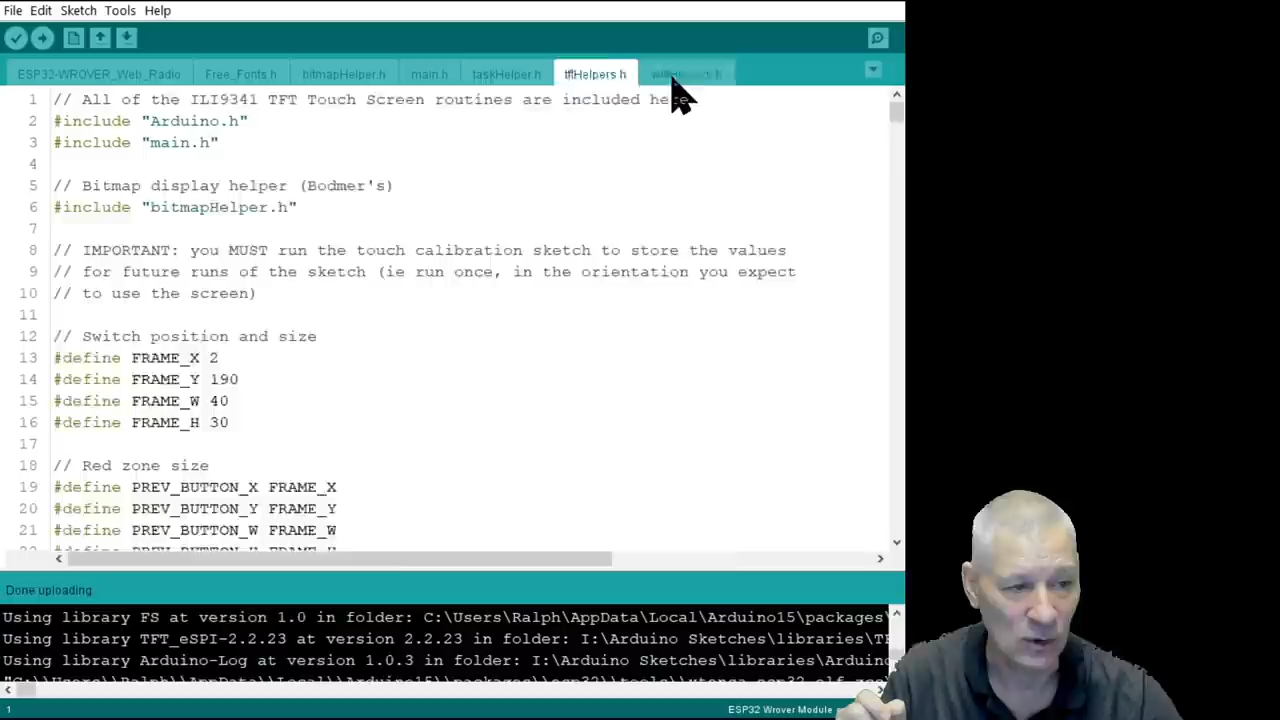 File Edit Sketch Tools Help
ESP32-WROVER_Web_Radio Free_Fonts.h bitmapHelper.h main.h taskHelper.h tftHelpers.h
1 // All of the ILI9341 TFT Touch Screen routines are included here
2 #include "Arduino.h"
3 #include "main.h"
4
5 // Bitmap display helper (Bodmer's)
6 #include "bitmapHelper.h"
7
8 // IMPORTANT: you MUST run the touch calibration sketch to store the values
9 // for future runs of the sketch (ie run once, in the orientation you expect
10 // to use the screen)
11
12 // Switch position and size
13 #define FRAME_X 2
14 #define FRAME_Y 190
15 #define FRAME_W 40
16 #define FRAME_H 30
17
18 // Red zone size
19 #define PREV_BUTTON_X FRAME_X
20 #define PREV_BUTTON_Y FRAME_Y
21 #define PREV_BUTTON_W FRAME_W
Done uploading.
Using library FS at version 1.0 in folder: C:\Users\Ralph\AppData\Local\Arduino15\packages\
Using library TFT_eSPI-2.2.23 at version 2.2.23 in folder: I:\Arduino Sketches\libraries\
Using library Arduino-Log at version 1.0.3 in folder: I:\Arduino Sketches\libraries\
1 ESP32 Wrover Module